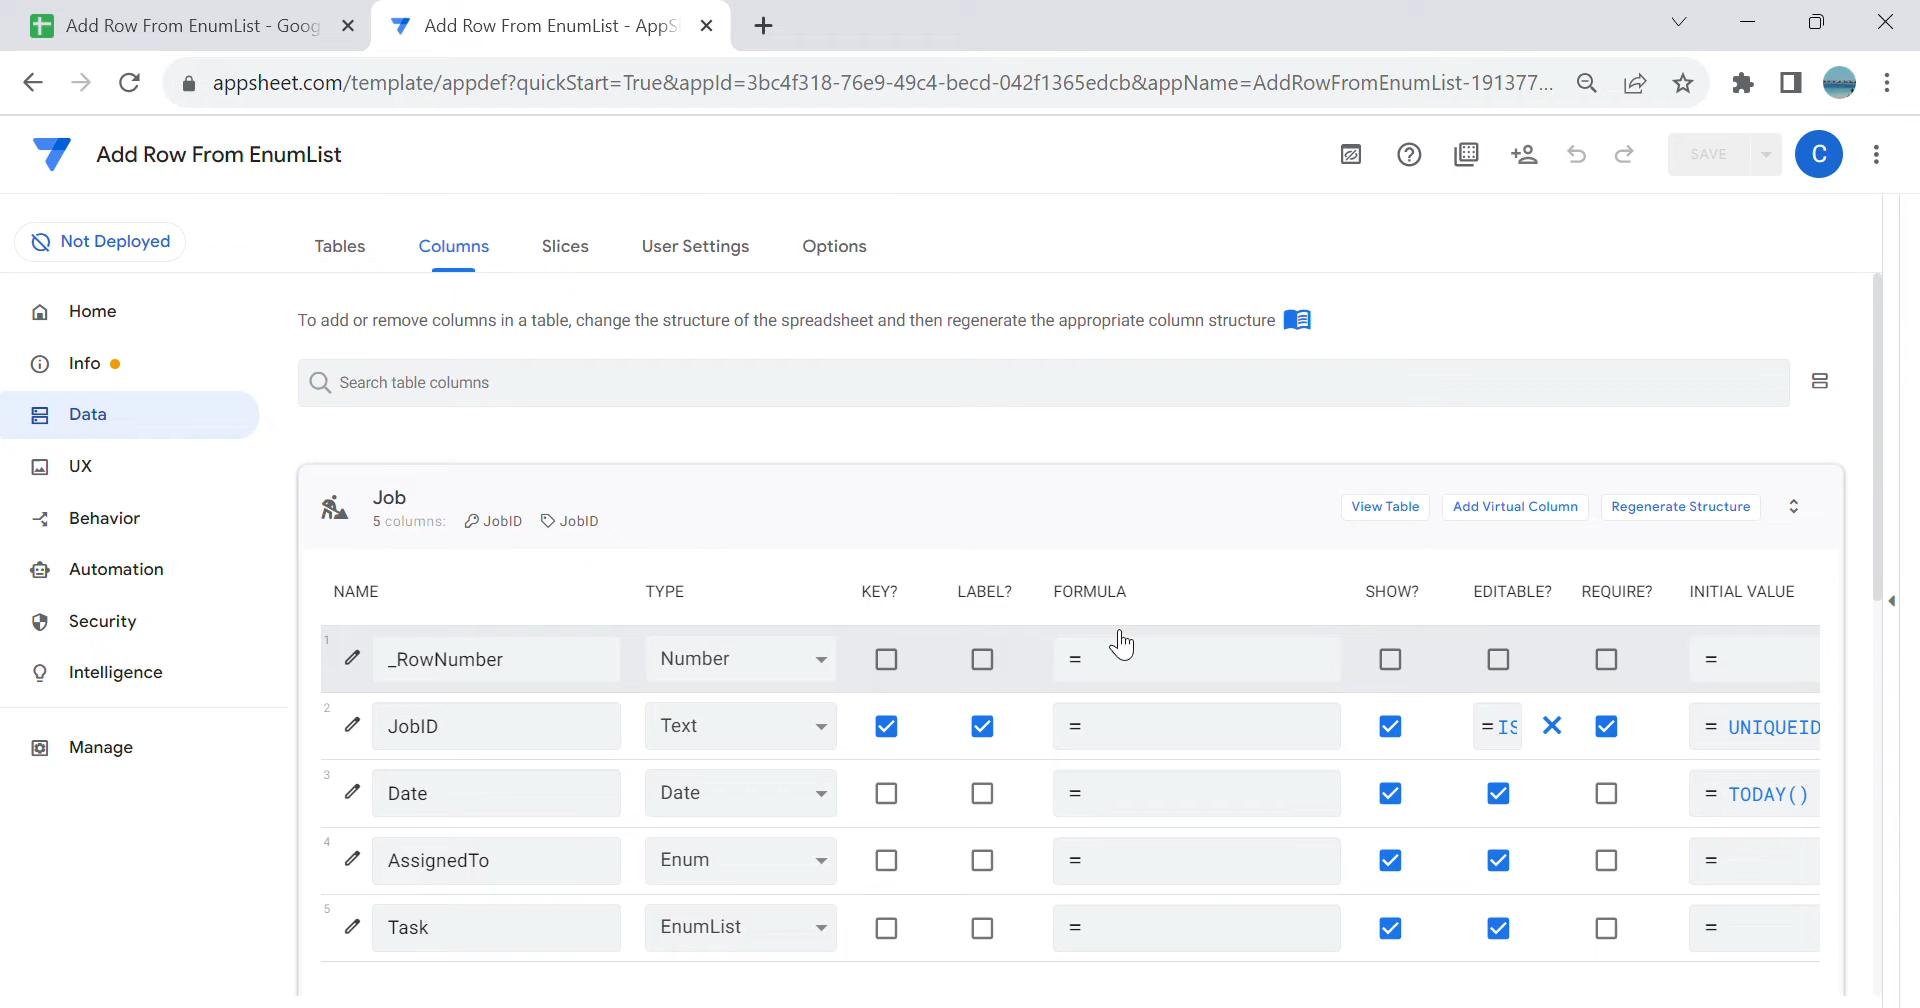 Add Row From EnumList - Goog
Add Row From EnumList - AppS
appsheet.com/template/appdef?quickStart=True&appId=3bc4f318-76e9-49c4-becd-042f1365edcb&appName=AddRowFromEnumList-191377...
Add Row From EnumList
SAVE
C
Not Deployed
Tables Columns Slices User Settings Options
Home
Info
Data
UX
Behavior
Automation
Security
Intelligence
Manage
To add or remove columns in a table, change the structure of the spreadsheet and then regenerate the appropriate column structure
Search table columns
Job
5 columns: JobID JobID
View Table Add Virtual Column Regenerate Structure
NAME TYPE KEY? LABEL? FORMULA SHOW? EDITABLE? REQUIRE? INITIAL VALUE
1 _RowNumber Number = =
2 JobID Text = =IS = UNIQUEID
3 Date Date = = TODAY()
4 AssignedTo Enum = =
5 Task EnumList = =